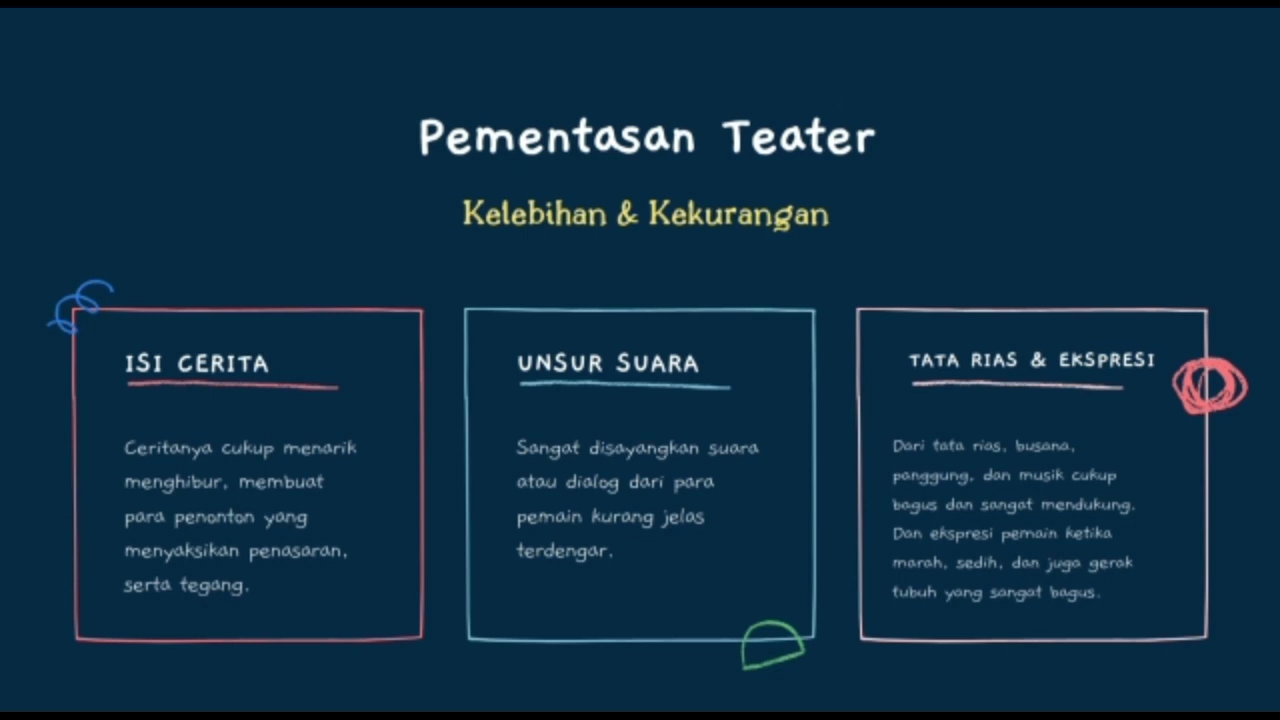 Pementasan Teater
Kelebihan & Kekurangan
ISI CERITA
Ceritanya cukup menarik
menghibur, membuat
para penonton yang
menyaksikan penasaran,
serta tegang.
UNSUR SUARA
Sangat disayangkan suara
atau dialog dari para
pemain kurang jelas
terdengar.
TATA RIAS & EKSPRESI
Dari tata rias, busana,
panggung, dan musik cukup
bagus dan sangat mendukung.
Dan ekspresi pemain ketika
marah, sedih, dan juga gerak
tubuh yang sangat bagus.